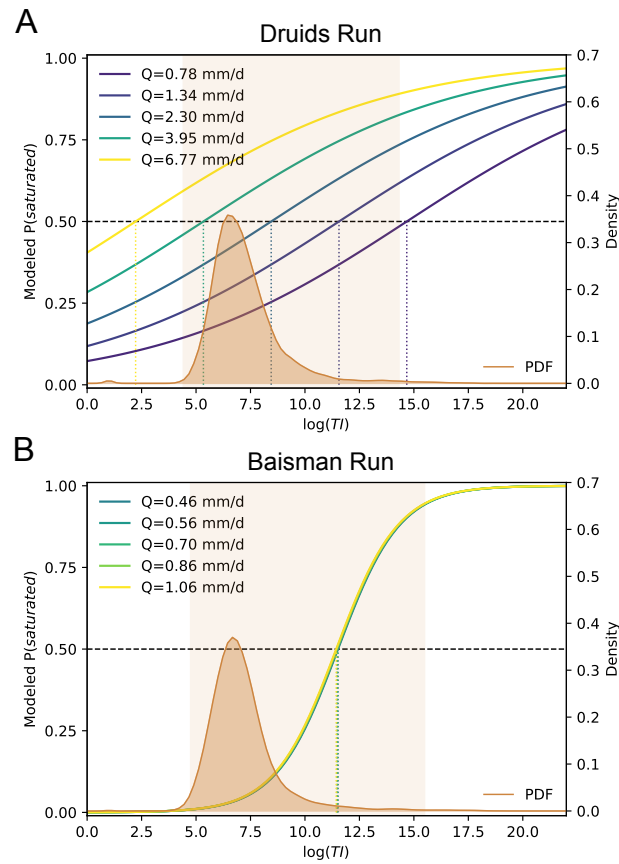 A
Druids Run
1.00
0.75
0.50
0.25
0.00
Modeled P(saturated)
Q=0.78 mm/d
Q=1.34 mm/d
Q=2.30 mm/d
Q=3.95 mm/d
Q=6.77 mm/d
PDF
0.7
0.6
0.5
0.4
0.3
0.2
0.1
0.0
Density
0.0 2.5 5.0 7.5 10.0 12.5 15.0 17.5 20.0
log(TI)
B
Baisman Run
1.00
0.75
0.50
0.25
0.00
Modeled P(saturated)
Q=0.46 mm/d
Q=0.56 mm/d
Q=0.70 mm/d
Q=0.86 mm/d
Q=1.06 mm/d
PDF
0.7
0.6
0.5
0.4
0.3
0.2
0.1
0.0
Density
0.0 2.5 5.0 7.5 10.0 12.5 15.0 17.5 20.0
log(TI)